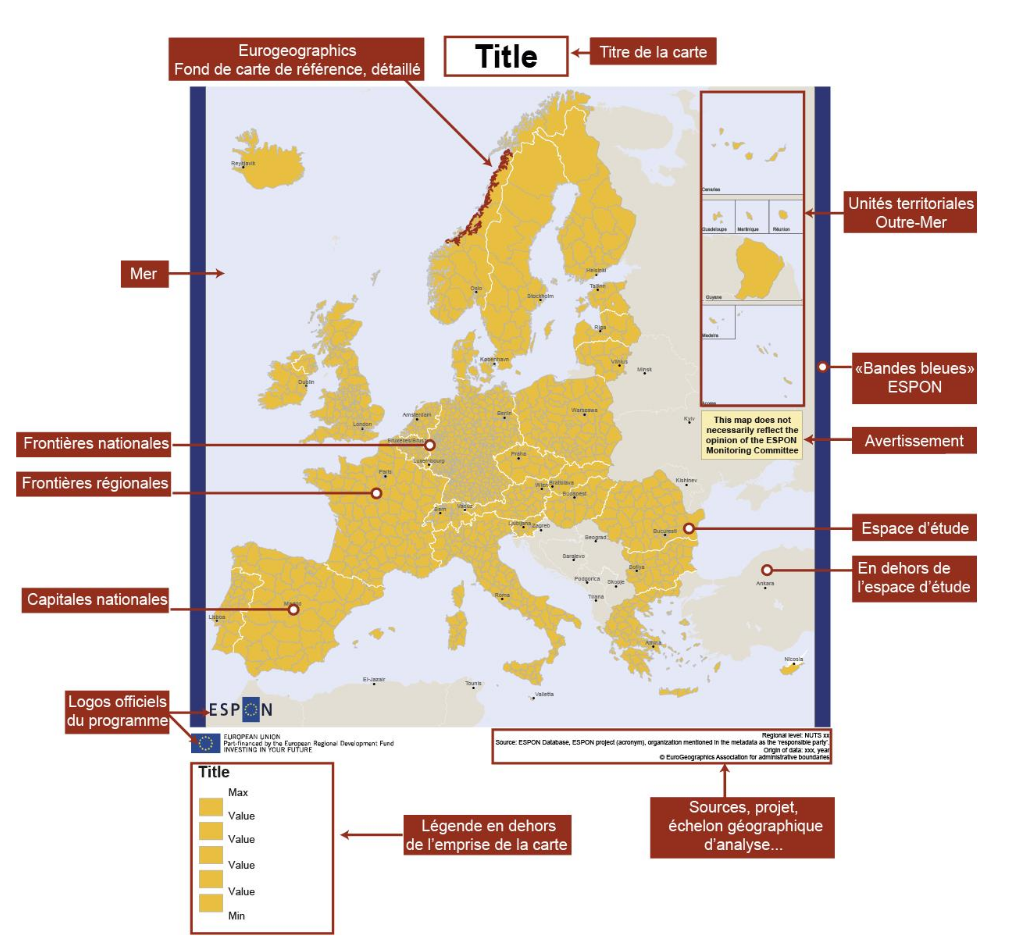 Eurogeographics
Fond de carte de référence, détaillé
Title
Titre de la carte
Reykjavik
Canarias
Guadeloupe
Martinique
Réunion
Unités territoriales
Outre-Mer
Guyane
Madeira
Mer
Helsinki
Oslo
Tallinn
Stockholm
Riga
København
Vilnius
Minsk
«Bandes bleues»
ESPON
Dublin
Amsterdam
Berlin
Warszawa
London
This map does not
necessarily reflect the
opinion of the ESPON
Monitoring Committee
Kyiv
Avertissement
Frontières nationales
Luxembourg
Praha
Frontières régionales
Paris
Kishinev
Wien
Bratislava
Budapest
Bern
Vaduz
Ljubljana
Zagreb
Bucuresti
Espace d’étude
Beograd
Sarajevo
En dehors de
l’espace d’étude
Sofiya
Podgorica
Skopje
Ankara
Tirana
Capitales nationales
Roma
Madrid
Lisboa
Athina
Nicosia
El-Jazair
Tounis
Valletta
Logos officiels
du programme
ESPON
EUROPEAN UNION
Part-financed by the European Regional Development Fund
INVESTING IN YOUR FUTURE
Regional level: NUTS xx
Source: ESPON Database, ESPON project (acronym), organization mentioned in the metadata as the 'responsible party'.
Origin of data: xxx, year
© EuroGeographics Association for administrative boundaries
Title
Max
Value
Value
Value
Value
Min
Légende en dehors
de l’emprise de la carte
Sources, projet,
échelon géographique
d’analyse...